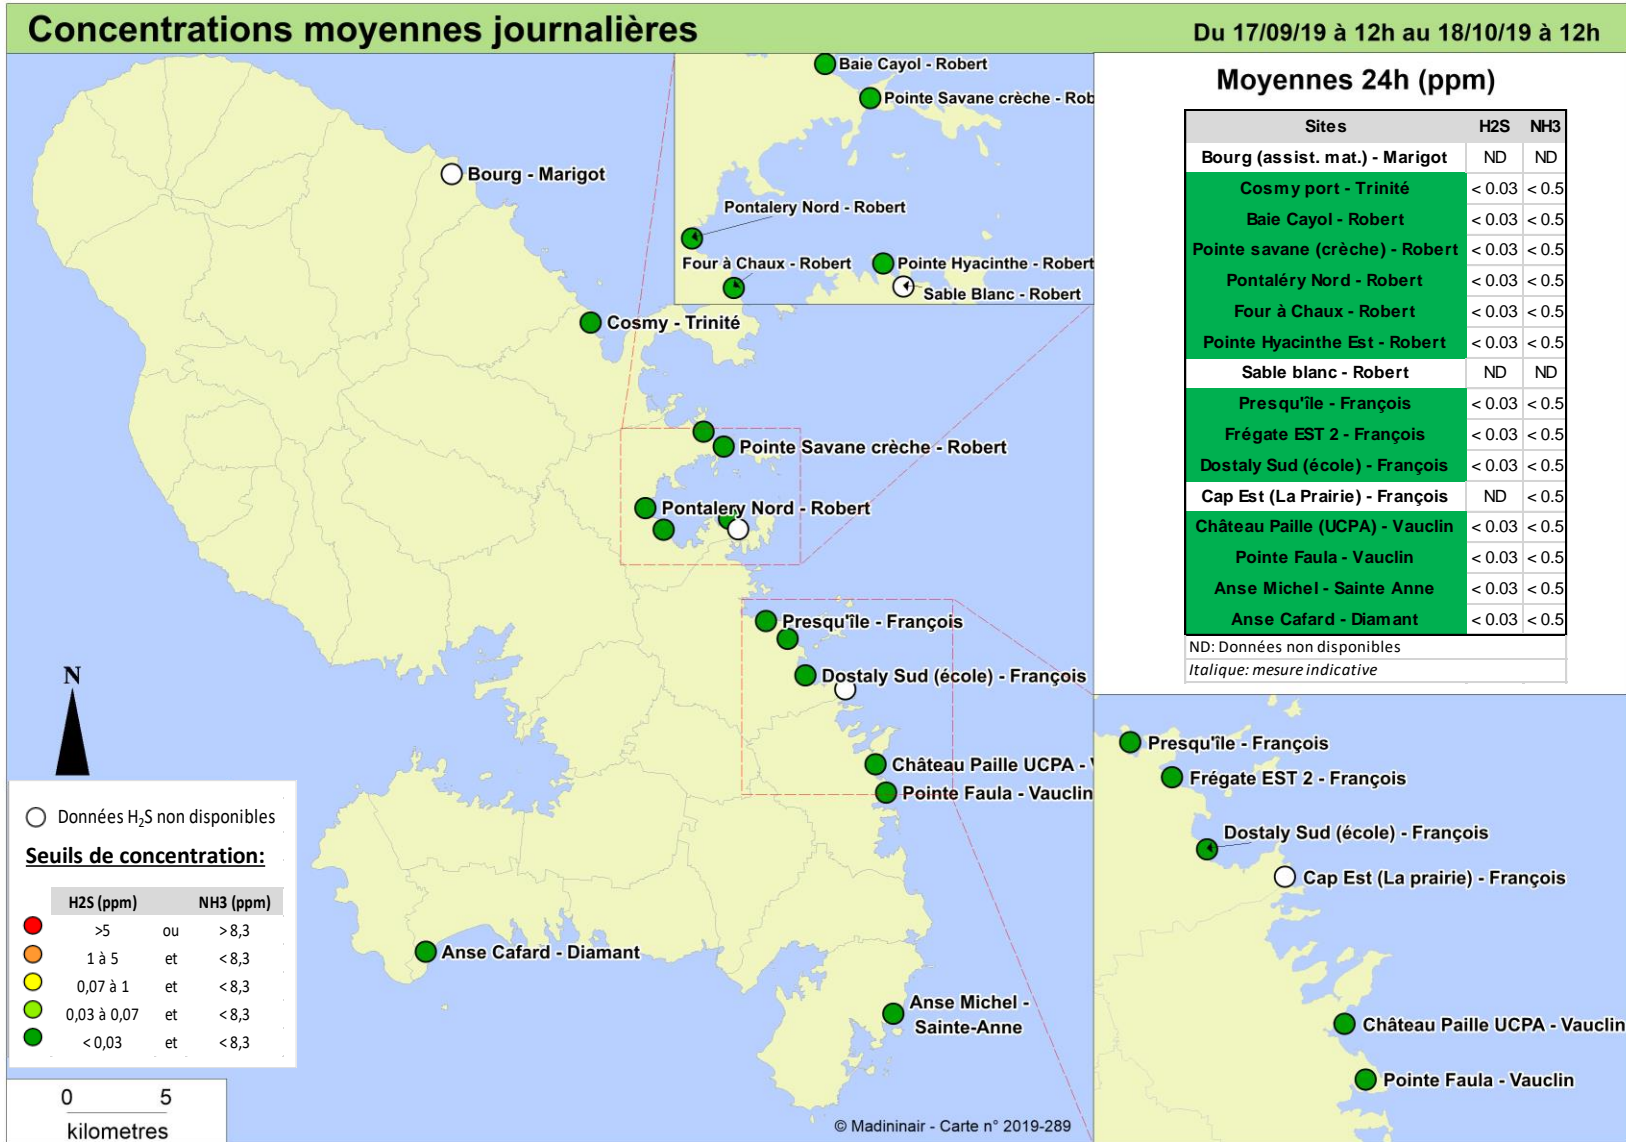 Concentrations moyennes journalières
Du 17/09/19 à 12h au 18/10/19 à 12h
Baie Cayol - Robert
Pointe Savane crèche - Rob
Pontalery Nord - Robert
Four à Chaux - Robert
Pointe Hyacinthe - Robert
Sable Blanc - Robert
Bourg - Marigot
Cosmy - Trinité
Pointe Savane crèche - Robert
Pontalery Nord - Robert
Presqu'île - François
Dostaly Sud (école) - François
Château Paille UCPA - V
Pointe Faula - Vauclin
Anse Cafard - Diamant
Anse Michel -
Sainte-Anne
N
Moyennes 24h (ppm)
Sites H2S NH3
Bourg (assist. mat.) - Marigot ND ND
Cosmy port - Trinité < 0.03 < 0.5
Baie Cayol - Robert < 0.03 < 0.5
Pointe savane (crèche) - Robert < 0.03 < 0.5
Pontaléry Nord - Robert < 0.03 < 0.5
Four à Chaux - Robert < 0.03 < 0.5
Pointe Hyacinthe Est - Robert < 0.03 < 0.5
Sable blanc - Robert ND ND
Presqu'île - François < 0.03 < 0.5
Frégate EST 2 - François < 0.03 < 0.5
Dostaly Sud (école) - François < 0.03 < 0.5
Cap Est (La Prairie) - François ND < 0.5
Château Paille (UCPA) - Vauclin < 0.03 < 0.5
Pointe Faula - Vauclin < 0.03 < 0.5
Anse Michel - Sainte Anne < 0.03 < 0.5
Anse Cafard - Diamant < 0.03 < 0.5
ND: Données non disponibles
Italique: mesure indicative
Presqu'île - François
Frégate EST 2 - François
Dostaly Sud (école) - François
Cap Est (La prairie) - François
Château Paille UCPA - Vauclin
Pointe Faula - Vauclin
Données H₂S non disponibles
Seuils de concentration:
H2S (ppm) NH3 (ppm)
>5 ou > 8,3
1 à 5 et < 8,3
0,07 à 1 et < 8,3
0,03 à 0,07 et < 8,3
< 0,03 et < 8,3
0 5
kilometres
© Madininair - Carte n° 2019-289